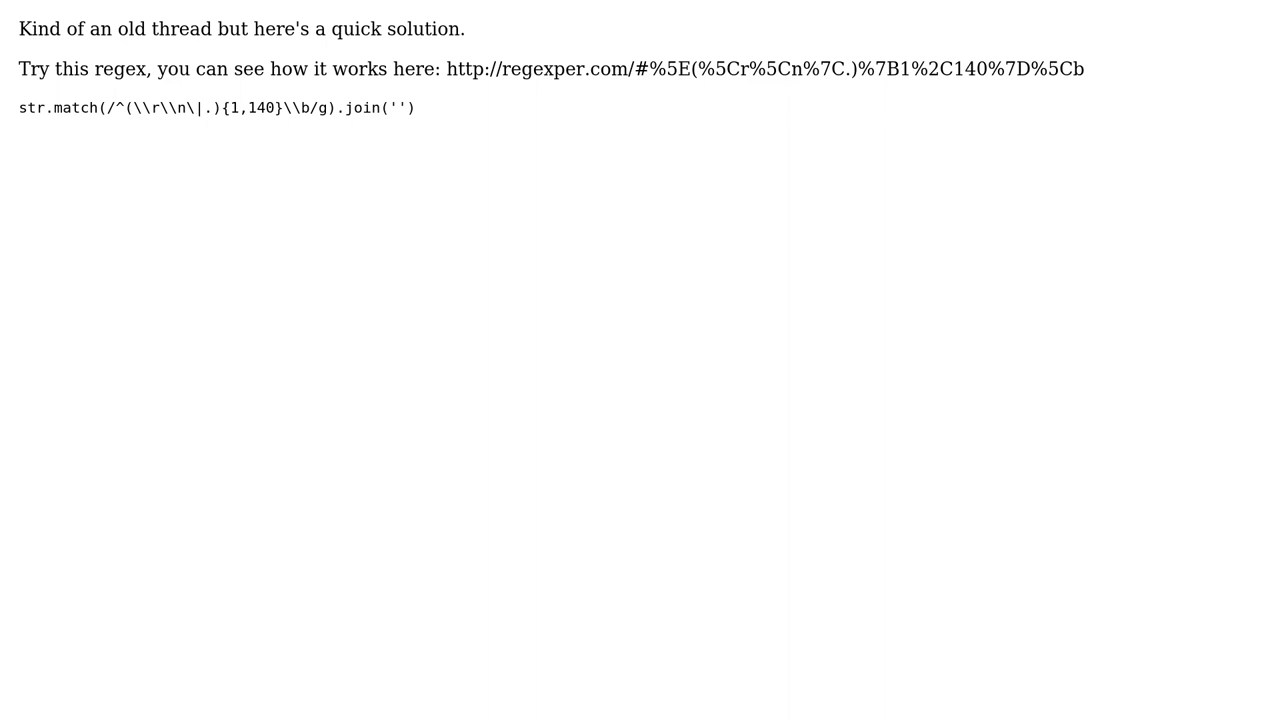 Kind of an old thread but here's a quick solution.
Try this regex, you can see how it works here: http://regexper.com/#%5E(%5Cr%5Cn%7C.)%7B1%2C140%7D%5Cb
str.match(/^(\\r\\n\|.){1,140}\\b/g).join('')